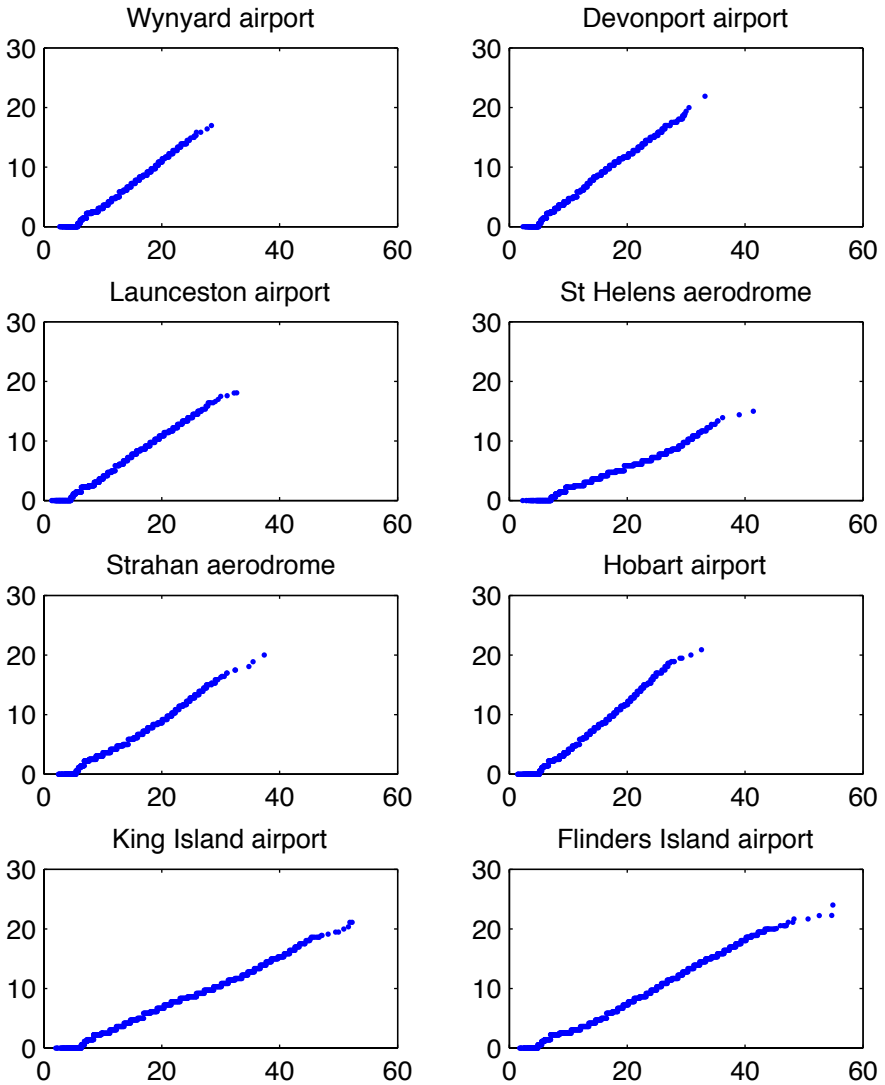 Wynyard airport
30
20
10
0
0 20 40 60
Devonport airport
30
20
10
0
0 20 40 60
Launceston airport
30
20
10
0
0 20 40 60
St Helens aerodrome
30
20
10
0
0 20 40 60
Strahan aerodrome
30
20
10
0
0 20 40 60
Hobart airport
30
20
10
0
0 20 40 60
King Island airport
30
20
10
0
0 20 40 60
Flinders Island airport
30
20
10
0
0 20 40 60